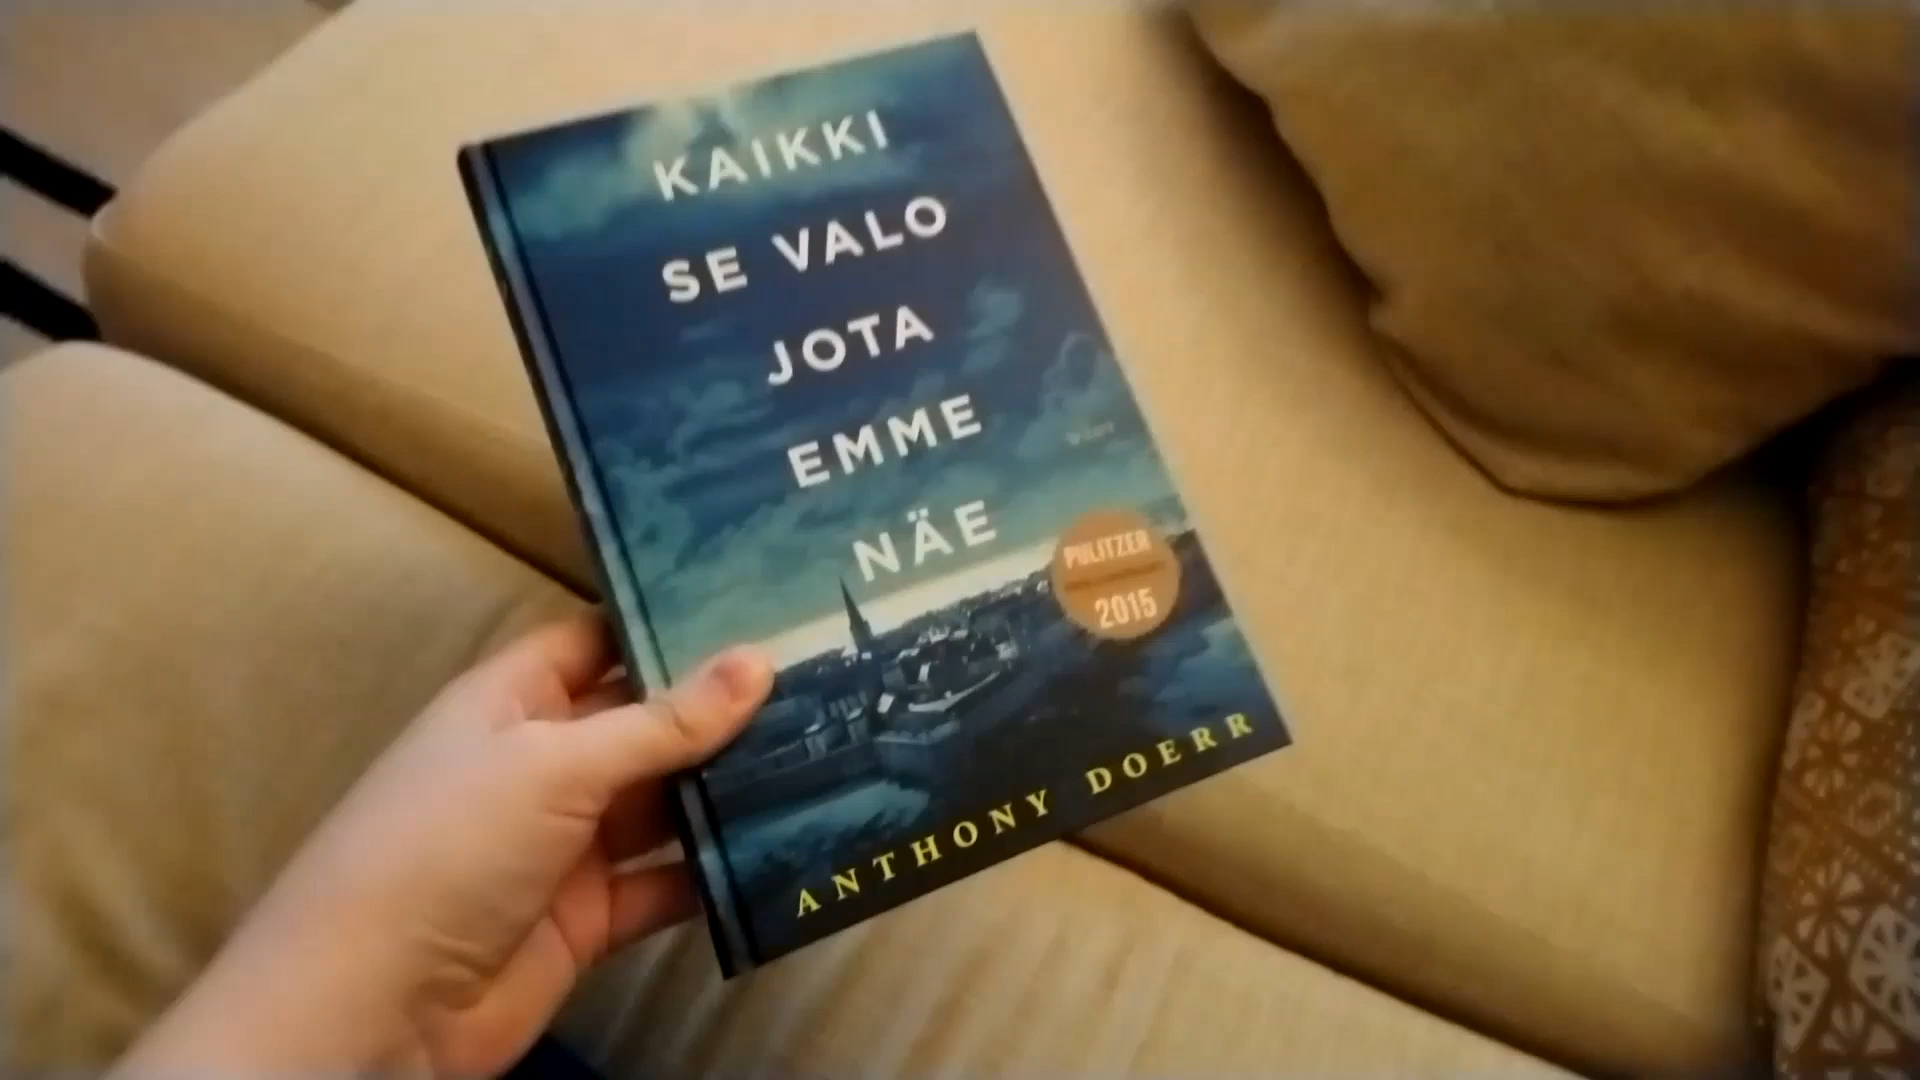 KAIKKI
SE VALO
JOTA
EMME
NÄE
PULITZER
2015
ANTHONY DOERR